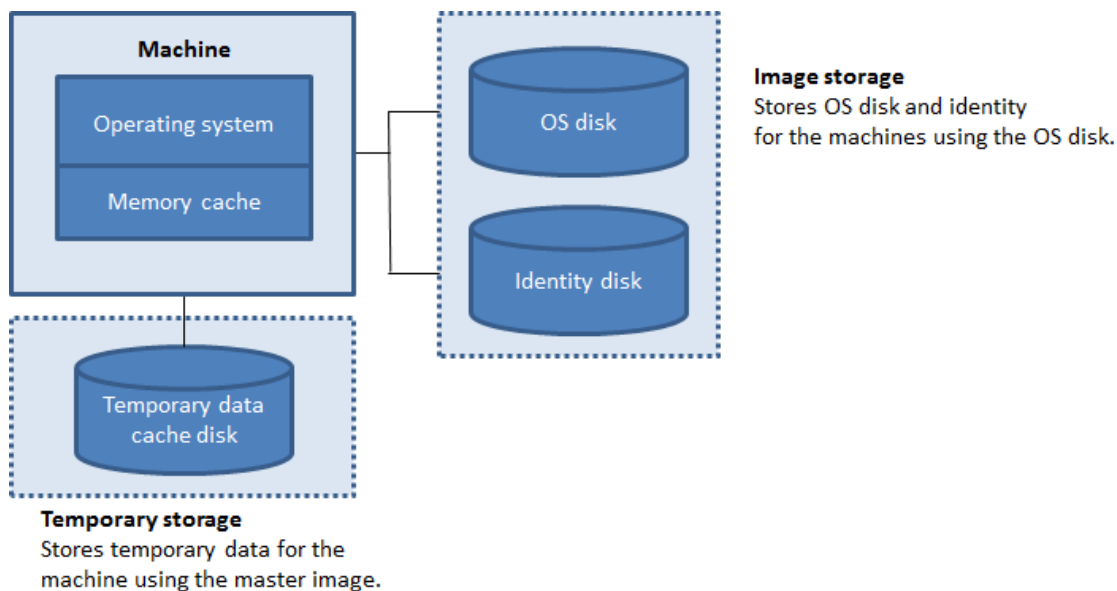 Machine
Operating system
Memory cache
OS disk
Identity disk
Image storage
Stores OS disk and identity
for the machines using the OS disk.
Temporary data
cache disk
Temporary storage
Stores temporary data for the
machine using the master image.